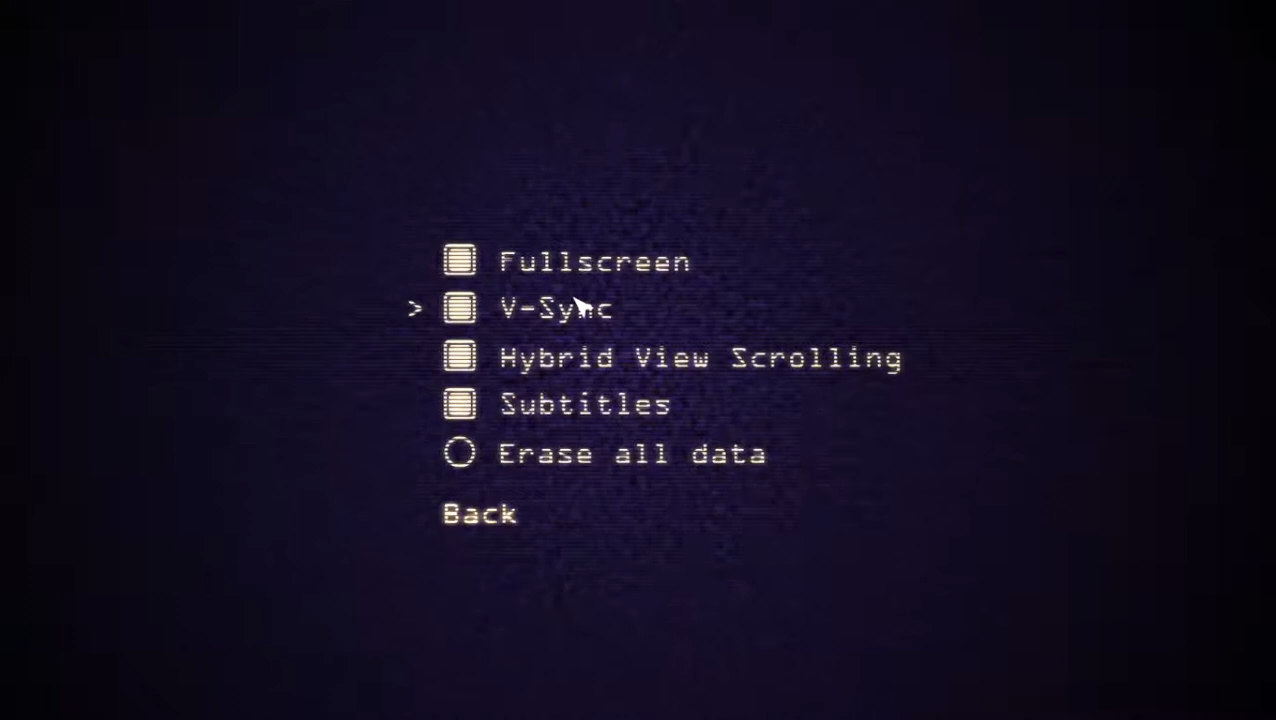 Fullscreen
> V-Sync
Hybrid View Scrolling
Subtitles
Erase all data
Back